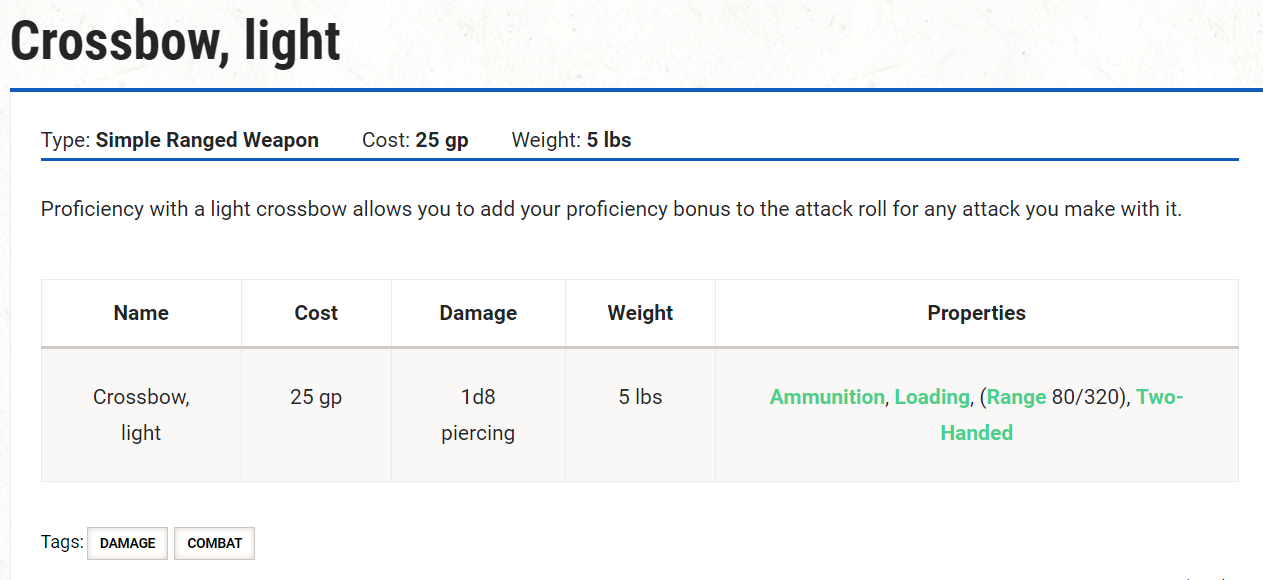 Crossbow, light
Type: Simple Ranged Weapon Cost: 25 gp Weight: 5 lbs
Proficiency with a light crossbow allows you to add your proficiency bonus to the attack roll for any attack you make with it.
Name Cost Damage Weight Properties
Crossbow, 25 gp 1d8 5 lbs Ammunition, Loading, (Range 80/320), Two-
light piercing Handed
Tags: DAMAGE COMBAT